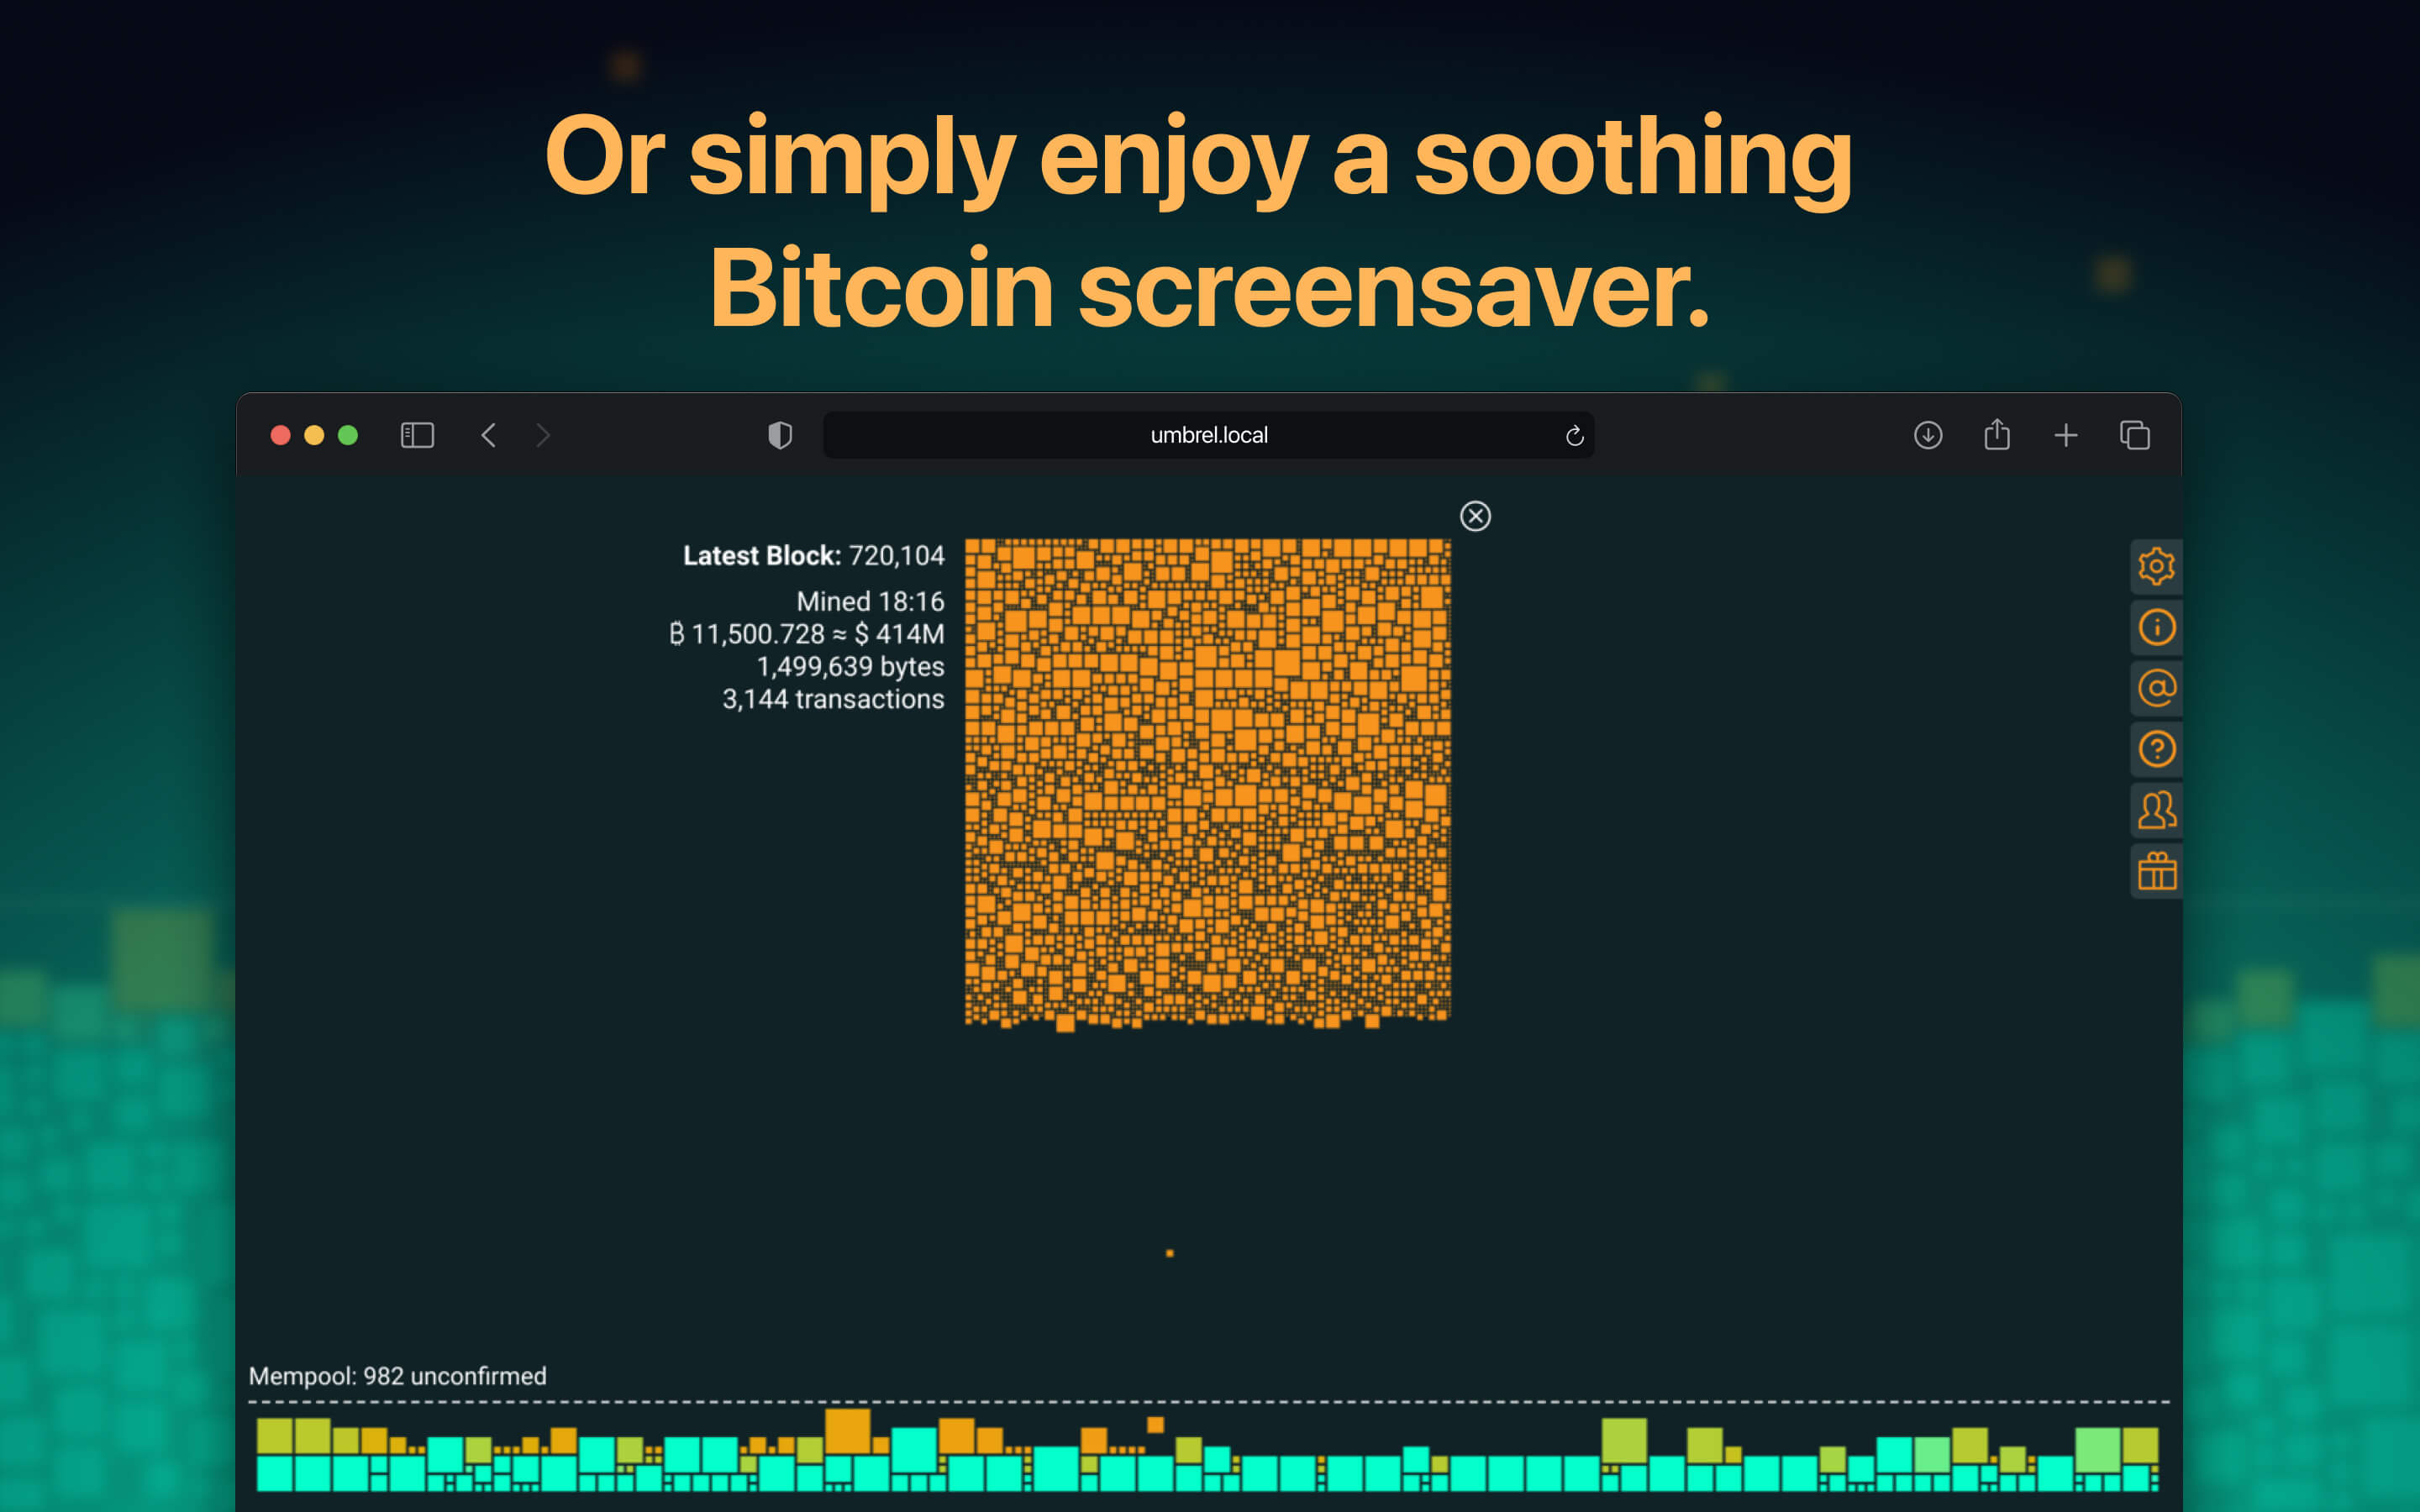 Or simply enjoy a soothing
Bitcoin screensaver.
umbrel.local
Latest Block: 720,104
Mined 18:16
₿ 11,500.728 ≈ $ 414M
1,499,639 bytes
3,144 transactions
Mempool: 982 unconfirmed